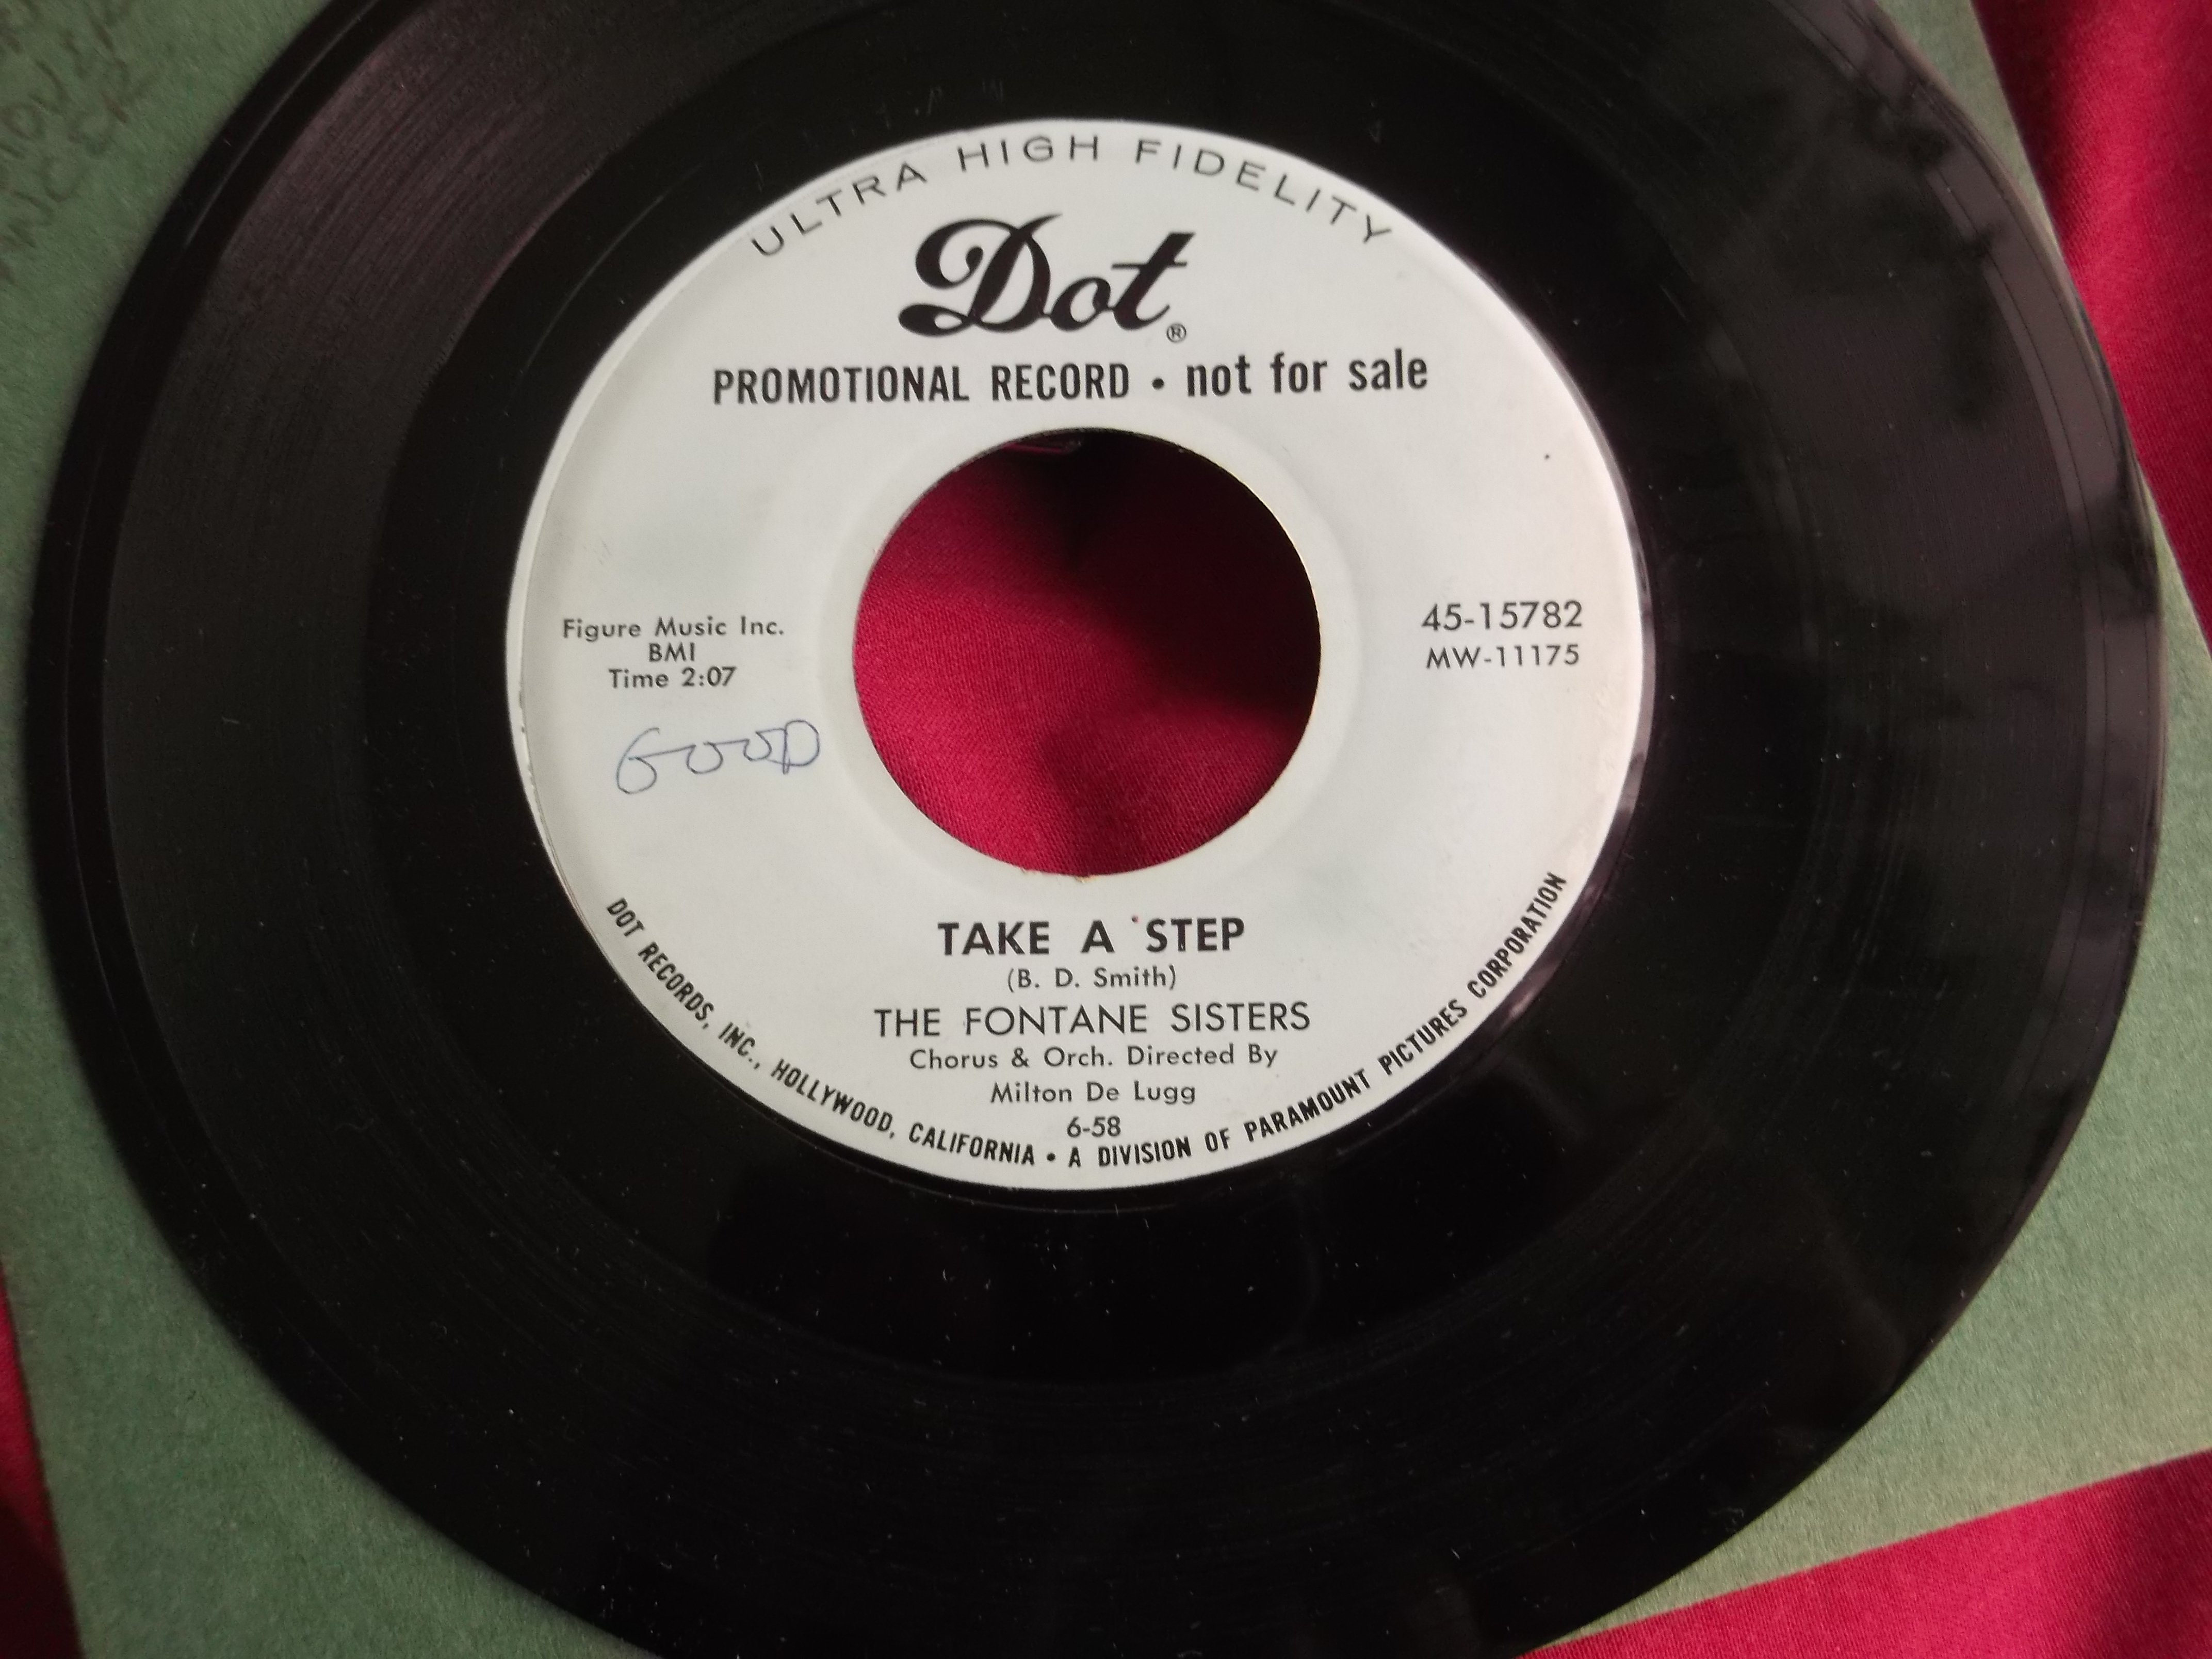 ULTRA HIGH FIDELITY
Dot®
PROMOTIONAL RECORD • not for sale
Figure Music Inc.
BMI
Time 2:07
45-15782
MW-11175
GOOD
TAKE A STEP
(B. D. Smith)
THE FONTANE SISTERS
Chorus & Orch. Directed By
Milton De Lugg
6-58
DOT RECORDS, INC., HOLLYWOOD, CALIFORNIA • A DIVISION OF PARAMOUNT PICTURES CORPORATION